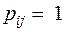 p_{ij} = 1